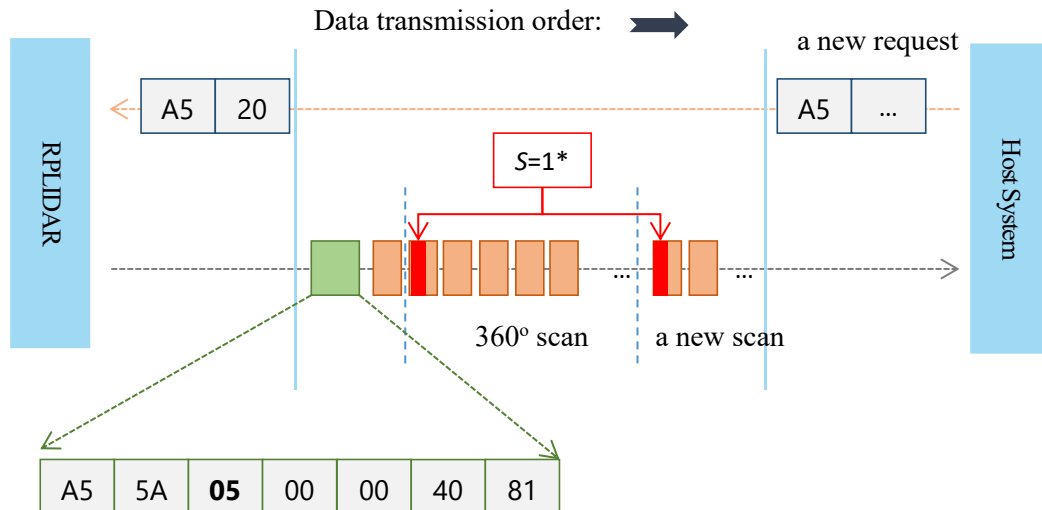 Data transmission order:
a new request
A5 20
A5 ...
RPLIDAR
Host System
S=1*
... ...
360º scan
a new scan
A5 5A 05 00 00 40 81